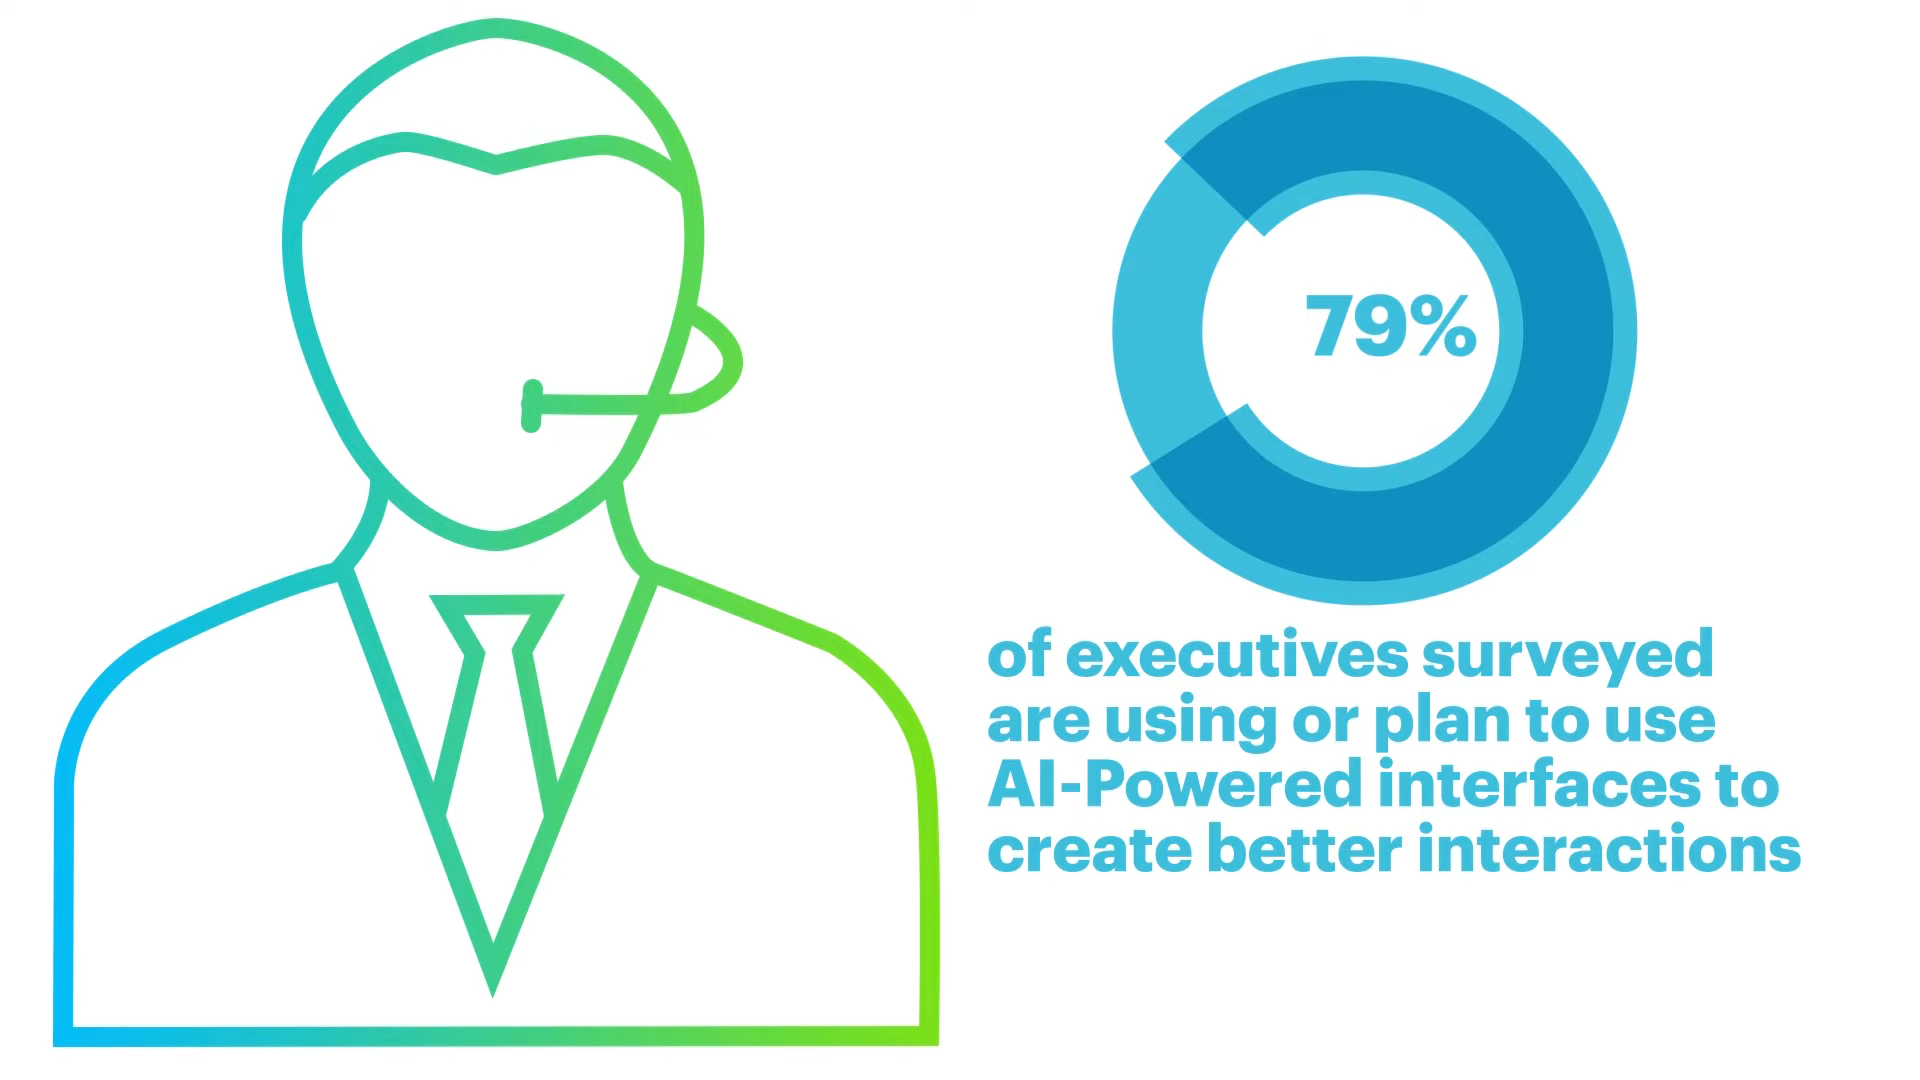 79%
of executives surveyed
are using or plan to use
AI-Powered interfaces to
create better interactions